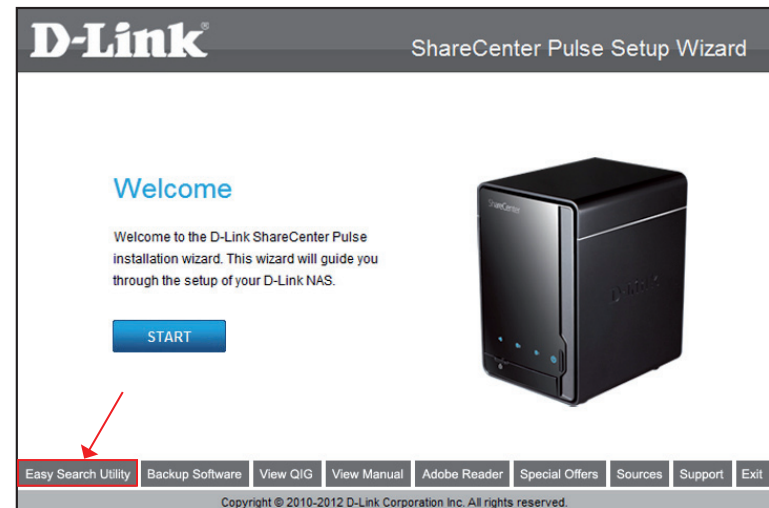 D-Link®
ShareCenter Pulse Setup Wizard
Welcome
Welcome to the D-Link ShareCenter Pulse
installation wizard. This wizard will guide you
through the setup of your D-Link NAS.
START
ShareCenter
D-Link
Easy Search Utility Backup Software View QIG View Manual Adobe Reader Special Offers Sources Support Exit
Copyright © 2010-2012 D-Link Corporation Inc. All rights reserved.